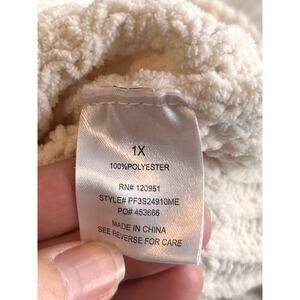 1X
100%POLYESTER
RN# 120951
STYLE# PF3S24910ME
PO# 453666
MADE IN CHINA
SEE REVERSE FOR CARE